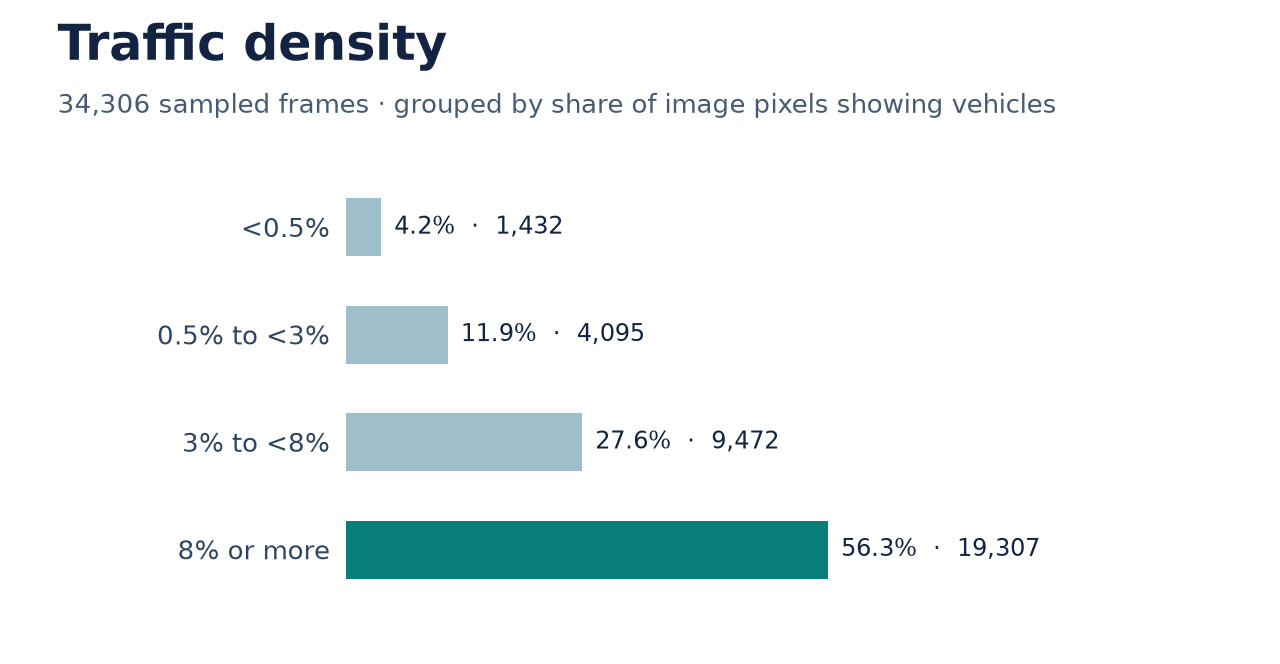 Traffic density
34,306 sampled frames · grouped by share of image pixels showing vehicles
<0.5% 4.2% · 1,432
0.5% to <3% 11.9% · 4,095
3% to <8% 27.6% · 9,472
8% or more 56.3% · 19,307